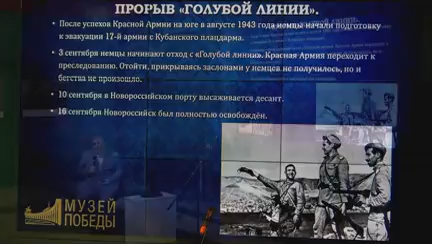 ПРОРЫВ «ГОЛУБОЙ ЛИНИИ».
• После успехов Красной Армии на юге в августе 1943 года немцы начали подготовку
к эвакуации 17-й армии с Кубанского плацдарма.
• 3 сентября немцы начинают отход с «Голубой линии». Красная Армия переходит к
преследованию. Отойти, прикрываясь заслонами у немцев не получилось, но и
бегства не произошло.
• 10 сентября в Новороссийском порту высаживается десант.
• 16 сентября Новороссийск был полностью освобождён.
МУЗЕЙ
ПОБЕДЫ